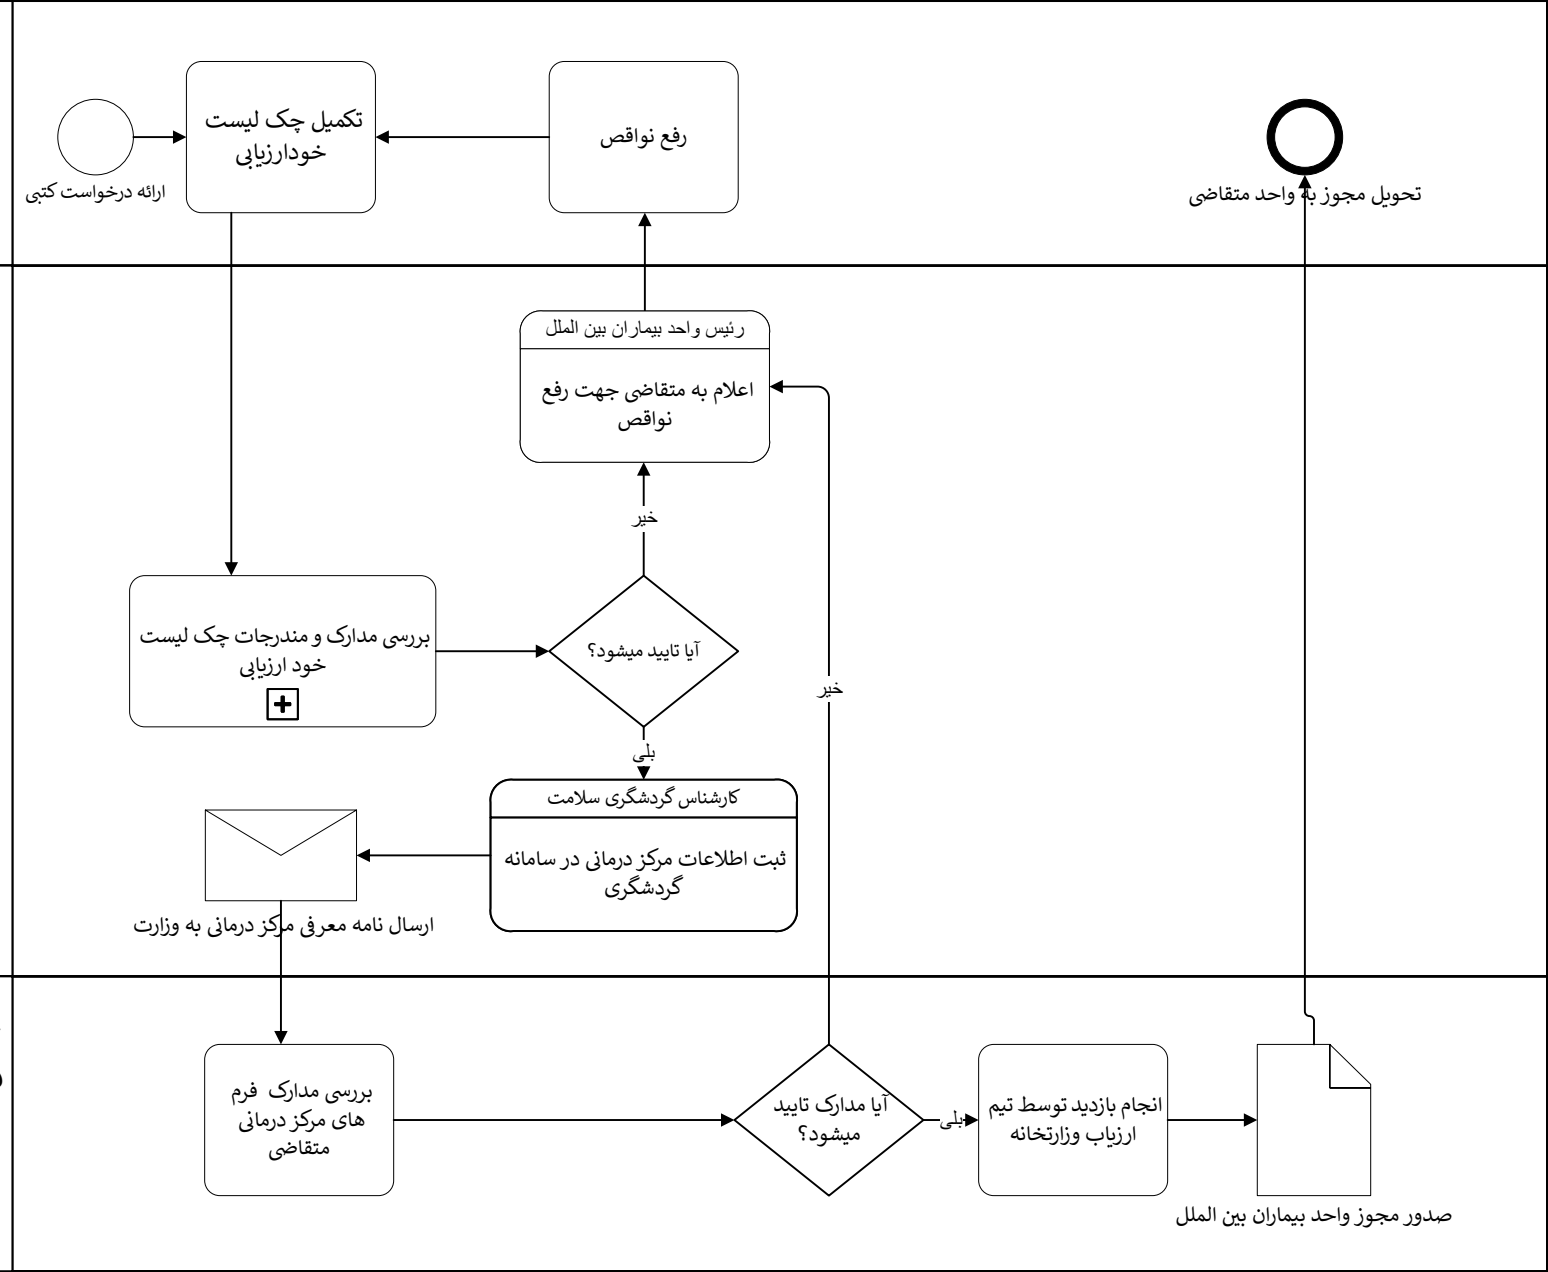 تکمیل چک لیست
خودارزیابی
ارائه درخواست کتبی
رفع نواقص
تحویل مجوز به واحد متقاضی
رئیس واحد بیماران بین الملل
اعلام به متقاضی جهت رفع
نواقص
خیر
بررسی مدارک و مندرجات چک لیست
خود ارزیابی
آیا تایید میشود؟
خیر
بلی
کارشناس گردشگری سلامت
ثبت اطلاعات مرکز درمانی در سامانه
گردشگری
ارسال نامه معرفی مرکز درمانی به وزارت
بررسی مدارک فرم
های مرکز درمانی
متقاضی
آیا مدارک تایید
میشود؟
بلی
انجام بازدید توسط تیم
ارزیاب وزارتخانه
صدور مجوز واحد بیماران بین الملل